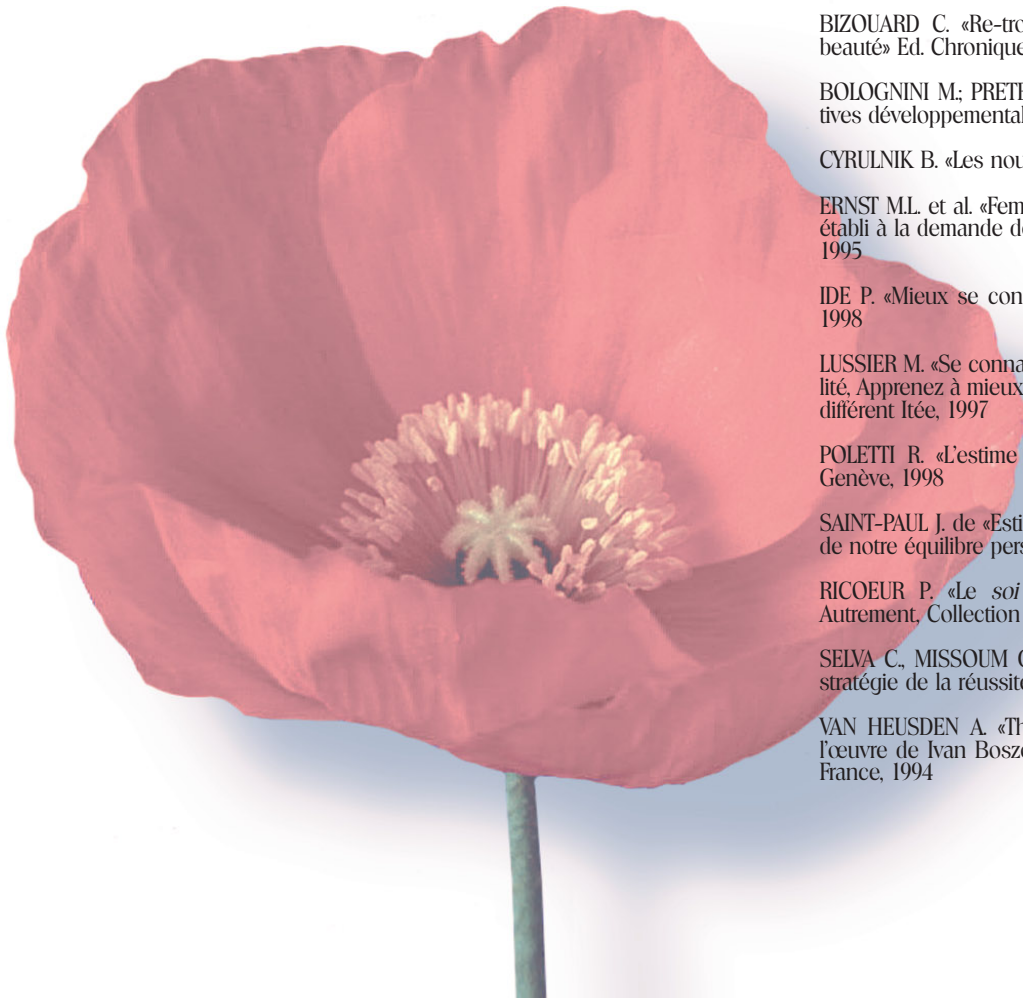 BIZOUARD C. «Re-tro
beauté» Ed. Chronique
BOLOGNINI M.; PRETE
tives développemental
CYRULNIK B. «Les nou
ERNST M.L. et al. «Fem
établi à la demande de
1995
IDE P. «Mieux se con
1998
LUSSIER M. «Se conna
lité, Apprenez à mieux
différent Itée, 1997
POLETTI R. «L'estime
Genève, 1998
SAINT-PAUL J. de «Esti
de notre équilibre pers
RICOEUR P. «Le soi
Autrement, Collection
SELVA C., MISSOUM G
stratégie de la réussite
VAN HEUSDEN A. «Th
l'œuvre de Ivan Bosz
France, 1994